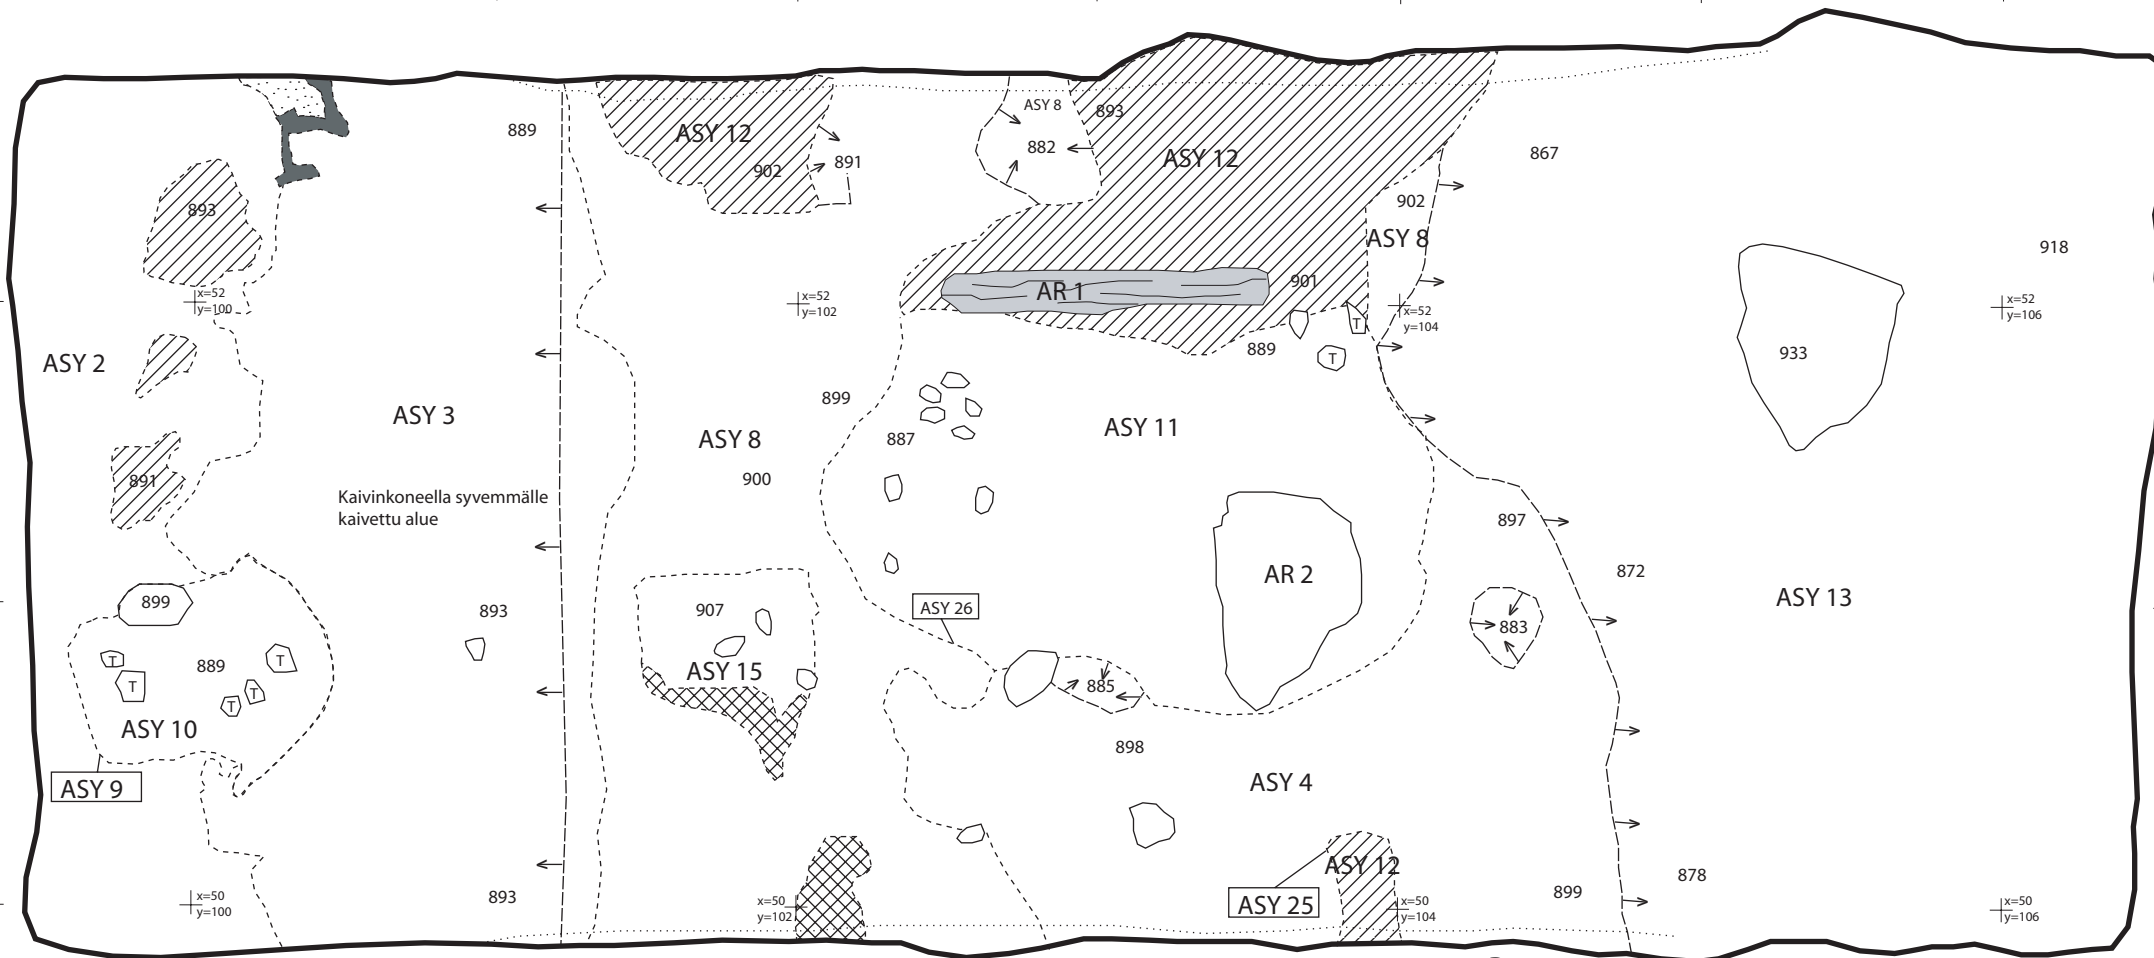 ASY 8
893
889
ASY 12
882
ASY 12
867
902
891
902
893
ASY 8
918
AR 1
901
x=52
y=100
x=52
y=102
x=52
y=104
x=52
y=106
T
889
T
933
ASY 2
ASY 3
899
887
ASY 11
ASY 8
900
891
Kaivinkoneella syvemmälle
kaivettu alue
897
872
AR 2
899
893
907
ASY 26
883
ASY 13
T
889
T
T
T
T
ASY 15
885
ASY 10
898
ASY 9
ASY 4
ASY 12
878
893
899
ASY 25
x=50
y=100
x=50
y=102
x=50
y=104
x=50
y=106